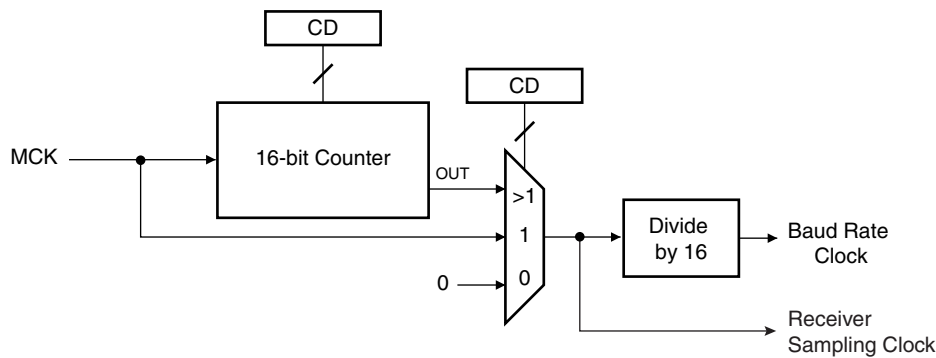 CD
CD
MCK
16-bit Counter
OUT
>1
1
0
0
Divide
by 16
Baud Rate
Clock
Receiver
Sampling Clock